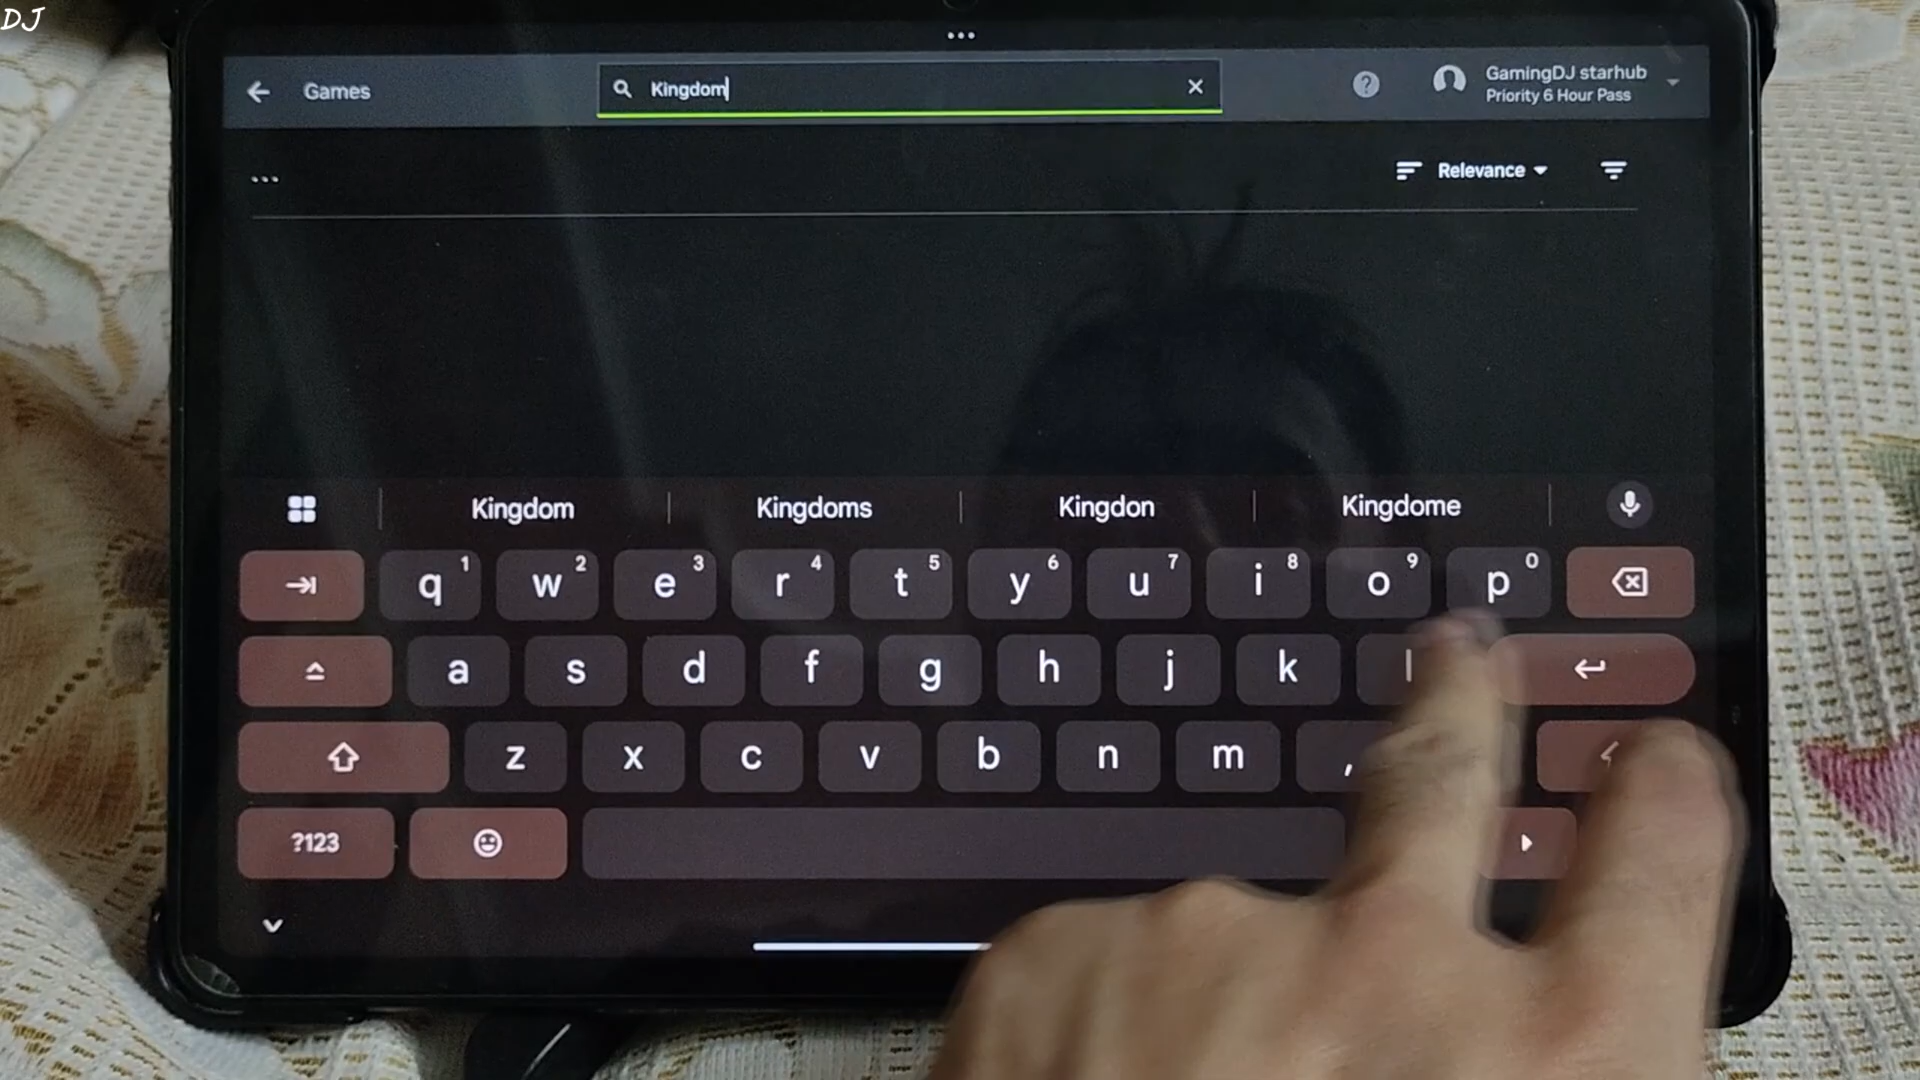 DJ
...
Games
Kingdom
GamingDJ starhub
Priority 6 Hour Pass
...
Relevance
Kingdom Kingdoms Kingdon Kingdome
q 1 w 2 e 3 r 4 t 5 y 6 u 7 i 8 o 9 p 0
a s d f g h j k l
z x c v b n m ,
?123